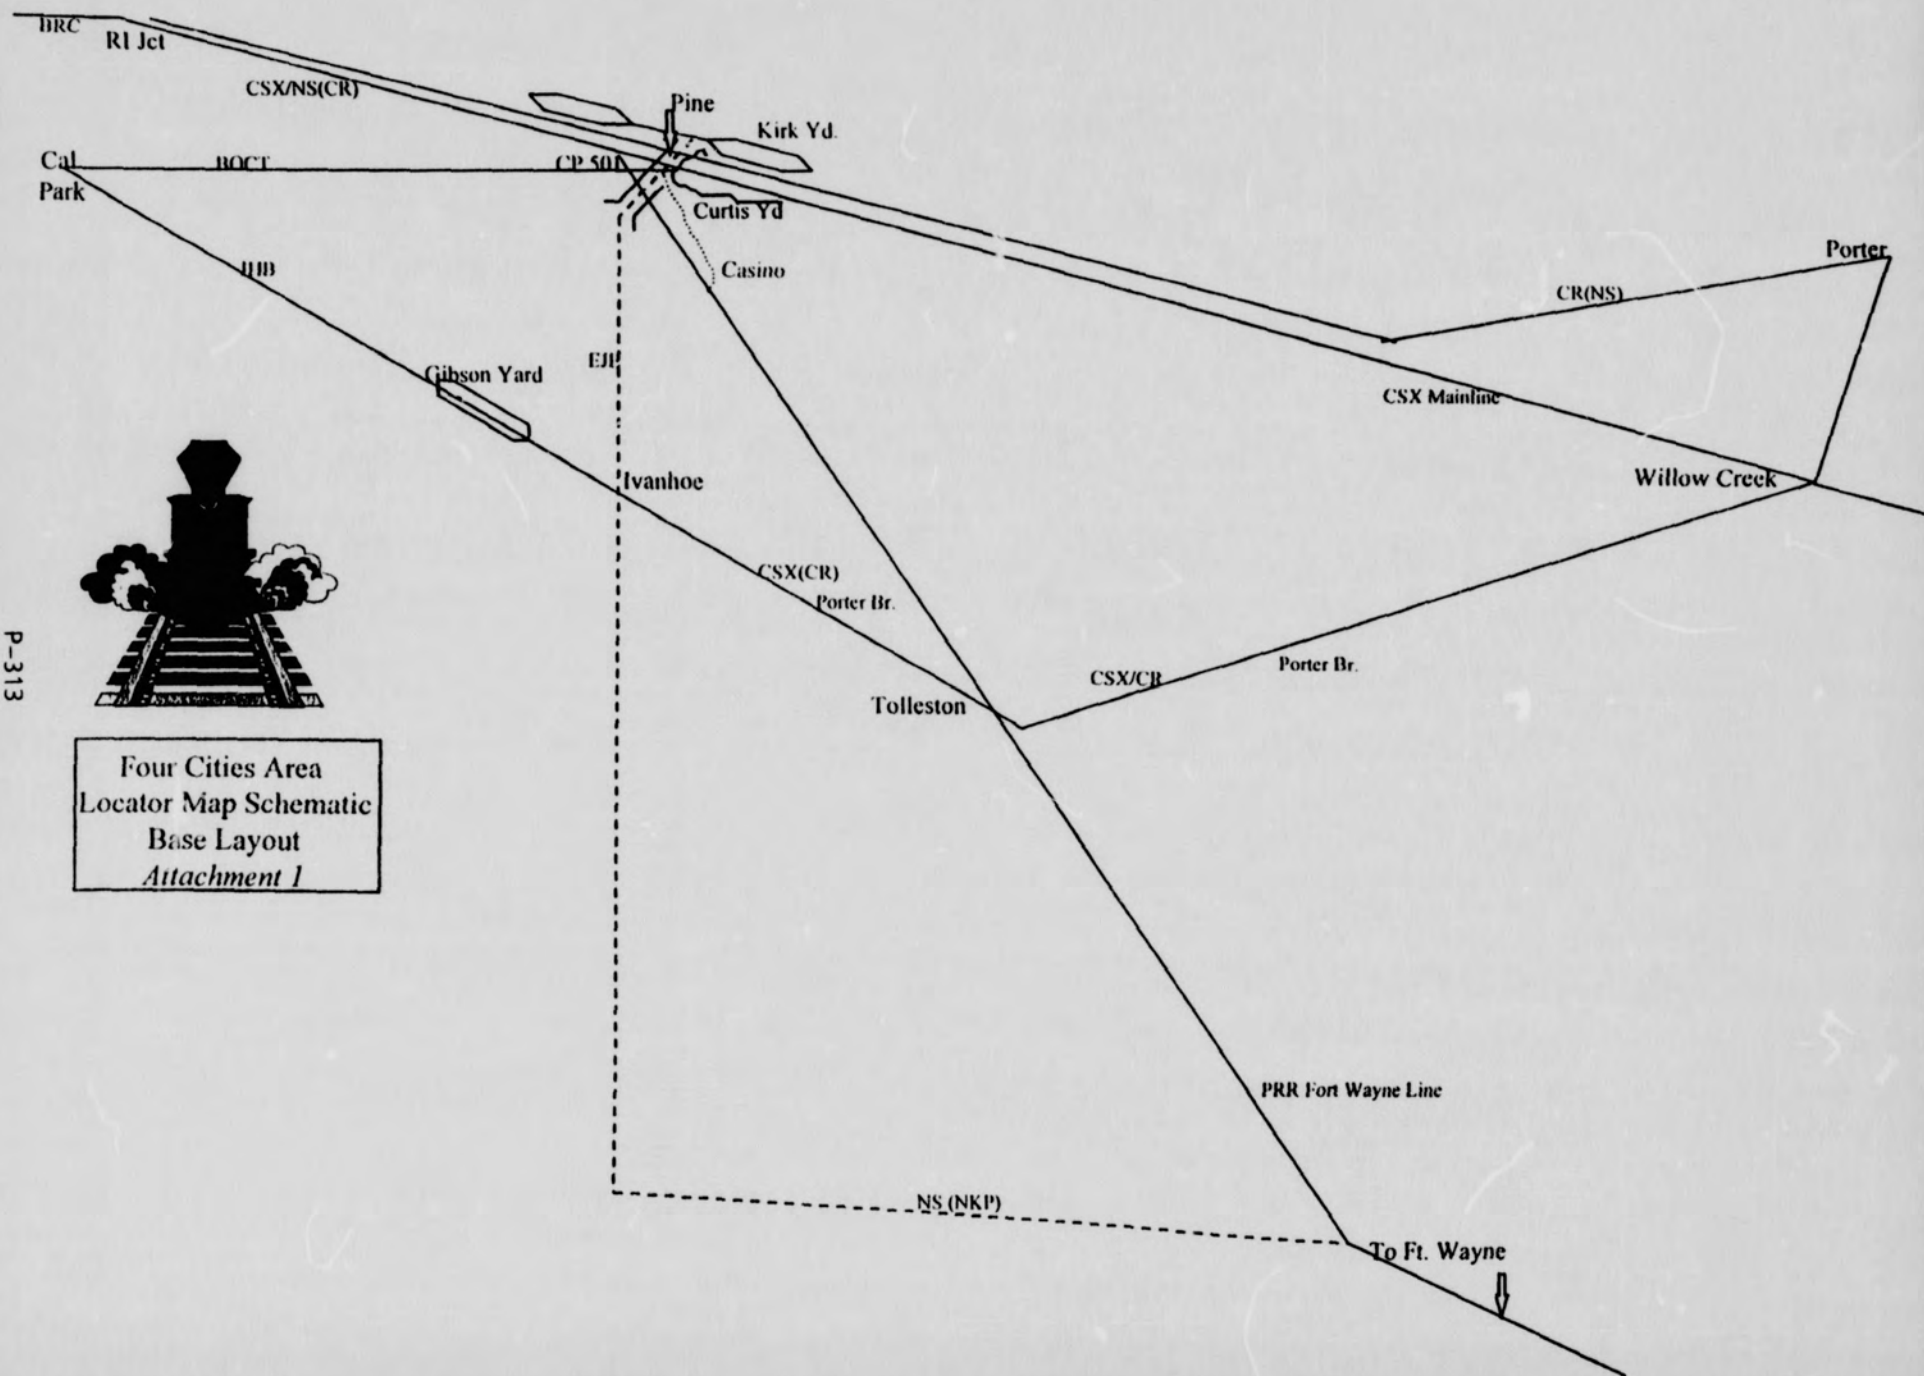 BRC
RI Jct
CSX/NS(CR)
Pine
Kirk Yd.
Cal
Park
BOCT
CP 501
Curtis Yd
Casino
Porter
CR(NS)
IHB
EJE
Gibson Yard
CSX Mainline
Ivanhoe
Willow Creek
CSX(CR)
Porter Br.
CSX/CR
Porter Br.
Tolleston
P-313
Four Cities Area
Locator Map Schematic
Base Layout
Attachment 1
PRR Fort Wayne Line
NS (NKP)
To Ft. Wayne